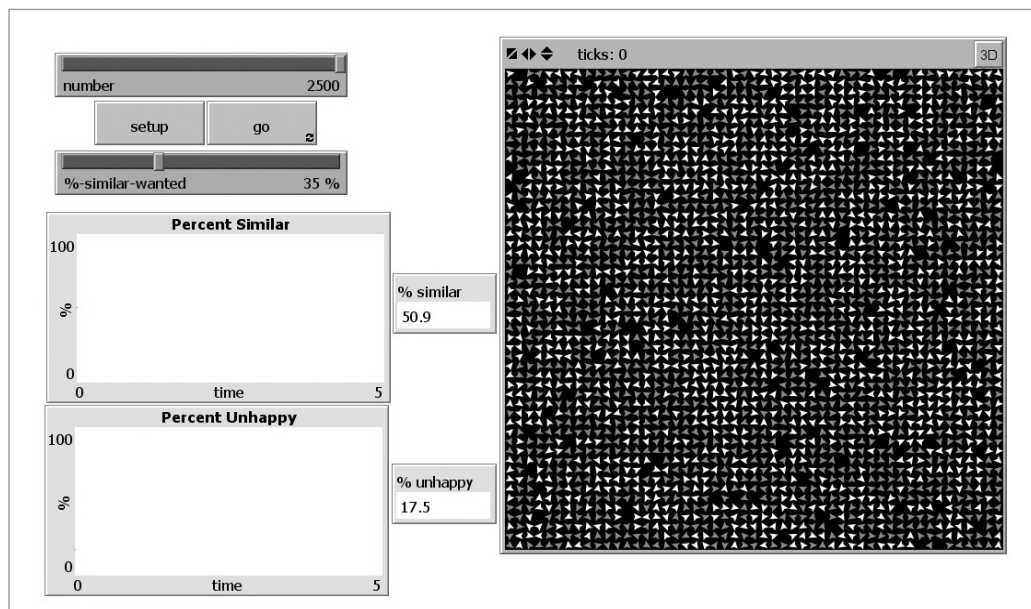 number 2500
setup go
%-similar-wanted 35 %
Percent Similar
100
%
0
0 time 5
% similar
50.9
Percent Unhappy
100
%
0
0 time 5
% unhappy
17.5
ticks: 0 3D